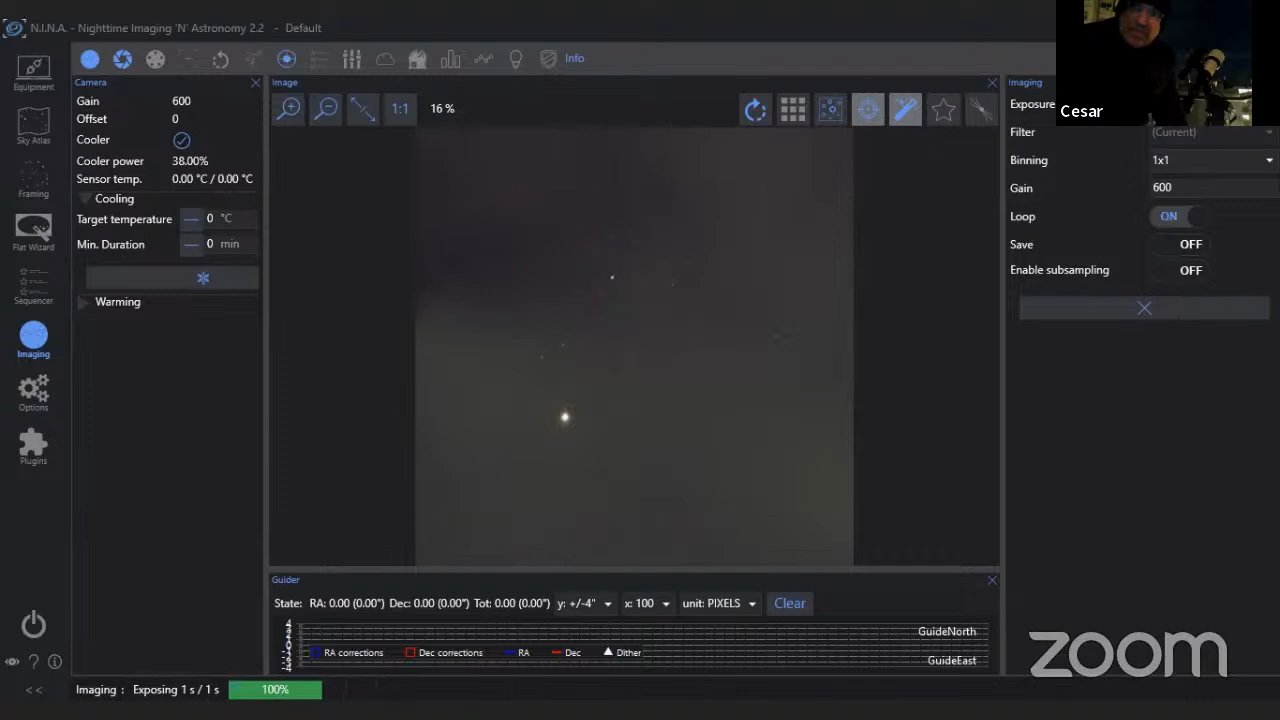 N.I.N.A. - Nighttime Imaging 'N' Astronomy 2.2 - Default
Info
Cesar
Equipment
Sky Atlas
Framing
Flat Wizard
Sequencer
Imaging
Options
Plugins
Camera
Gain 600
Offset 0
Cooler
Cooler power 38.00%
Sensor temp. 0.00 °C / 0.00 °C
Cooling
Target temperature 0 °C
Min. Duration 0 min
Warming
Image
1:1 16 %
Imaging
Exposure
Filter (Current)
Binning 1x1
Gain 600
Loop ON
Save OFF
Enable subsampling OFF
Guider
State: RA: 0.00 (0.00") Dec: 0.00 (0.00") Tot: 0.00 (0.00") y: +/-4" x: 100 unit: PIXELS Clear
GuideNorth
RA corrections Dec corrections RA Dec Dither
GuideEast
zoom
<< Imaging : Exposing 1 s / 1 s 100%